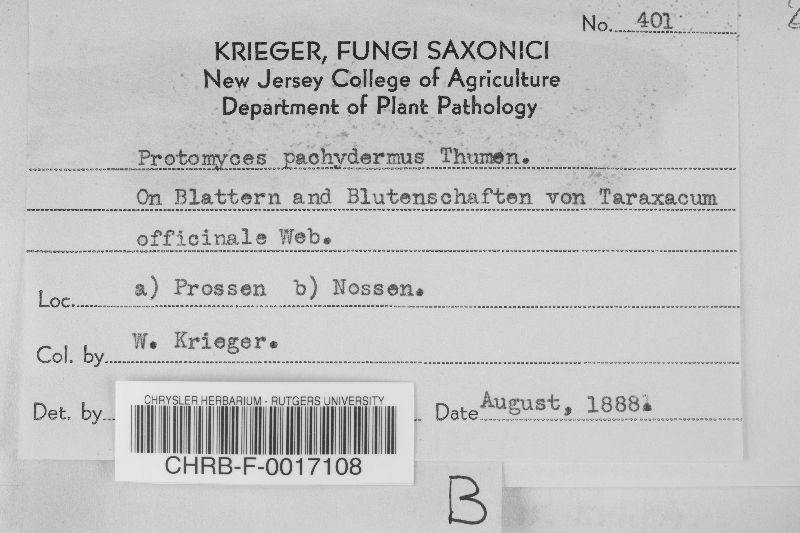 No. 401
KRIEGER, FUNGI SAXONICI
New Jersey College of Agriculture
Department of Plant Pathology
Protomyces pachydermus Thumen.
On Blattern and Blutenschaften von Taraxacum
officinale Web.
Loc. a) Prossen b) Nossen.
Col. by W. Krieger.
Det. by
Date August, 1888.
CHRYSLER HERBARIUM - RUTGERS UNIVERSITY
CHRB-F-0017108
B